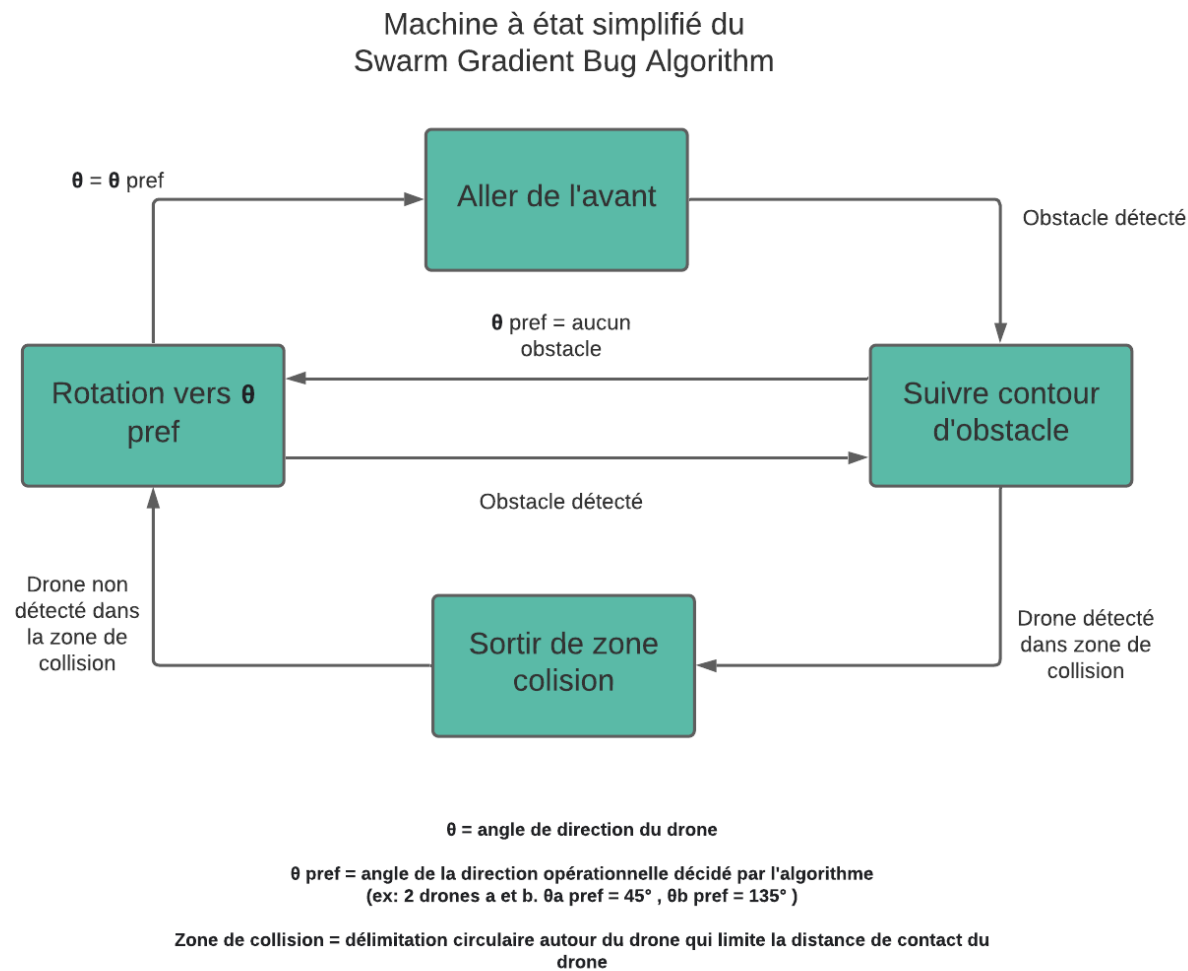 Machine à état simplifié du
Swarm Gradient Bug Algorithm
θ = θ pref
Aller de l'avant
Obstacle détecté
θ pref = aucun
obstacle
Rotation vers θ
pref
Suivre contour
d'obstacle
Obstacle détecté
Drone non
détecté dans
la zone de
collision
Sortir de zone
colision
Drone détecté
dans zone de
collision
θ = angle de direction du drone
θ pref = angle de la direction opérationnelle décidé par l'algorithme
(ex: 2 drones a et b. θa pref = 45° , θb pref = 135° )
Zone de collision = délimitation circulaire autour du drone qui limite la distance de contact du
drone